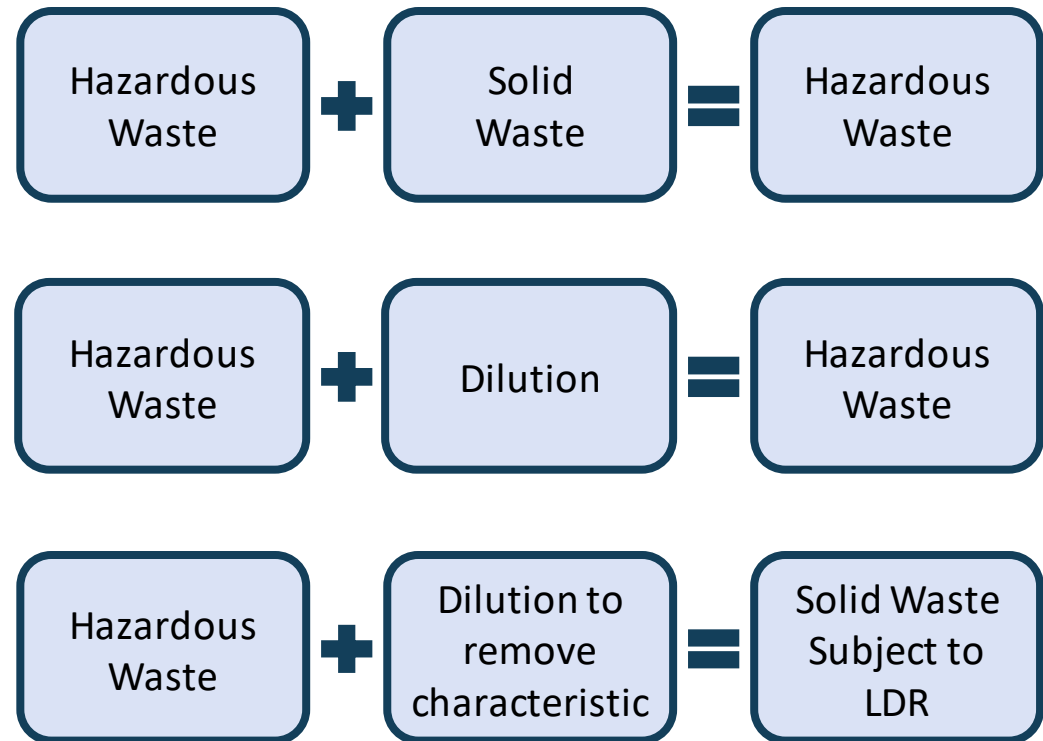 Hazardous
Waste
Solid
Waste
Hazardous
Waste
Hazardous
Waste
Dilution
Hazardous
Waste
Hazardous
Waste
Dilution to
remove
characteristic
Solid Waste
Subject to
LDR